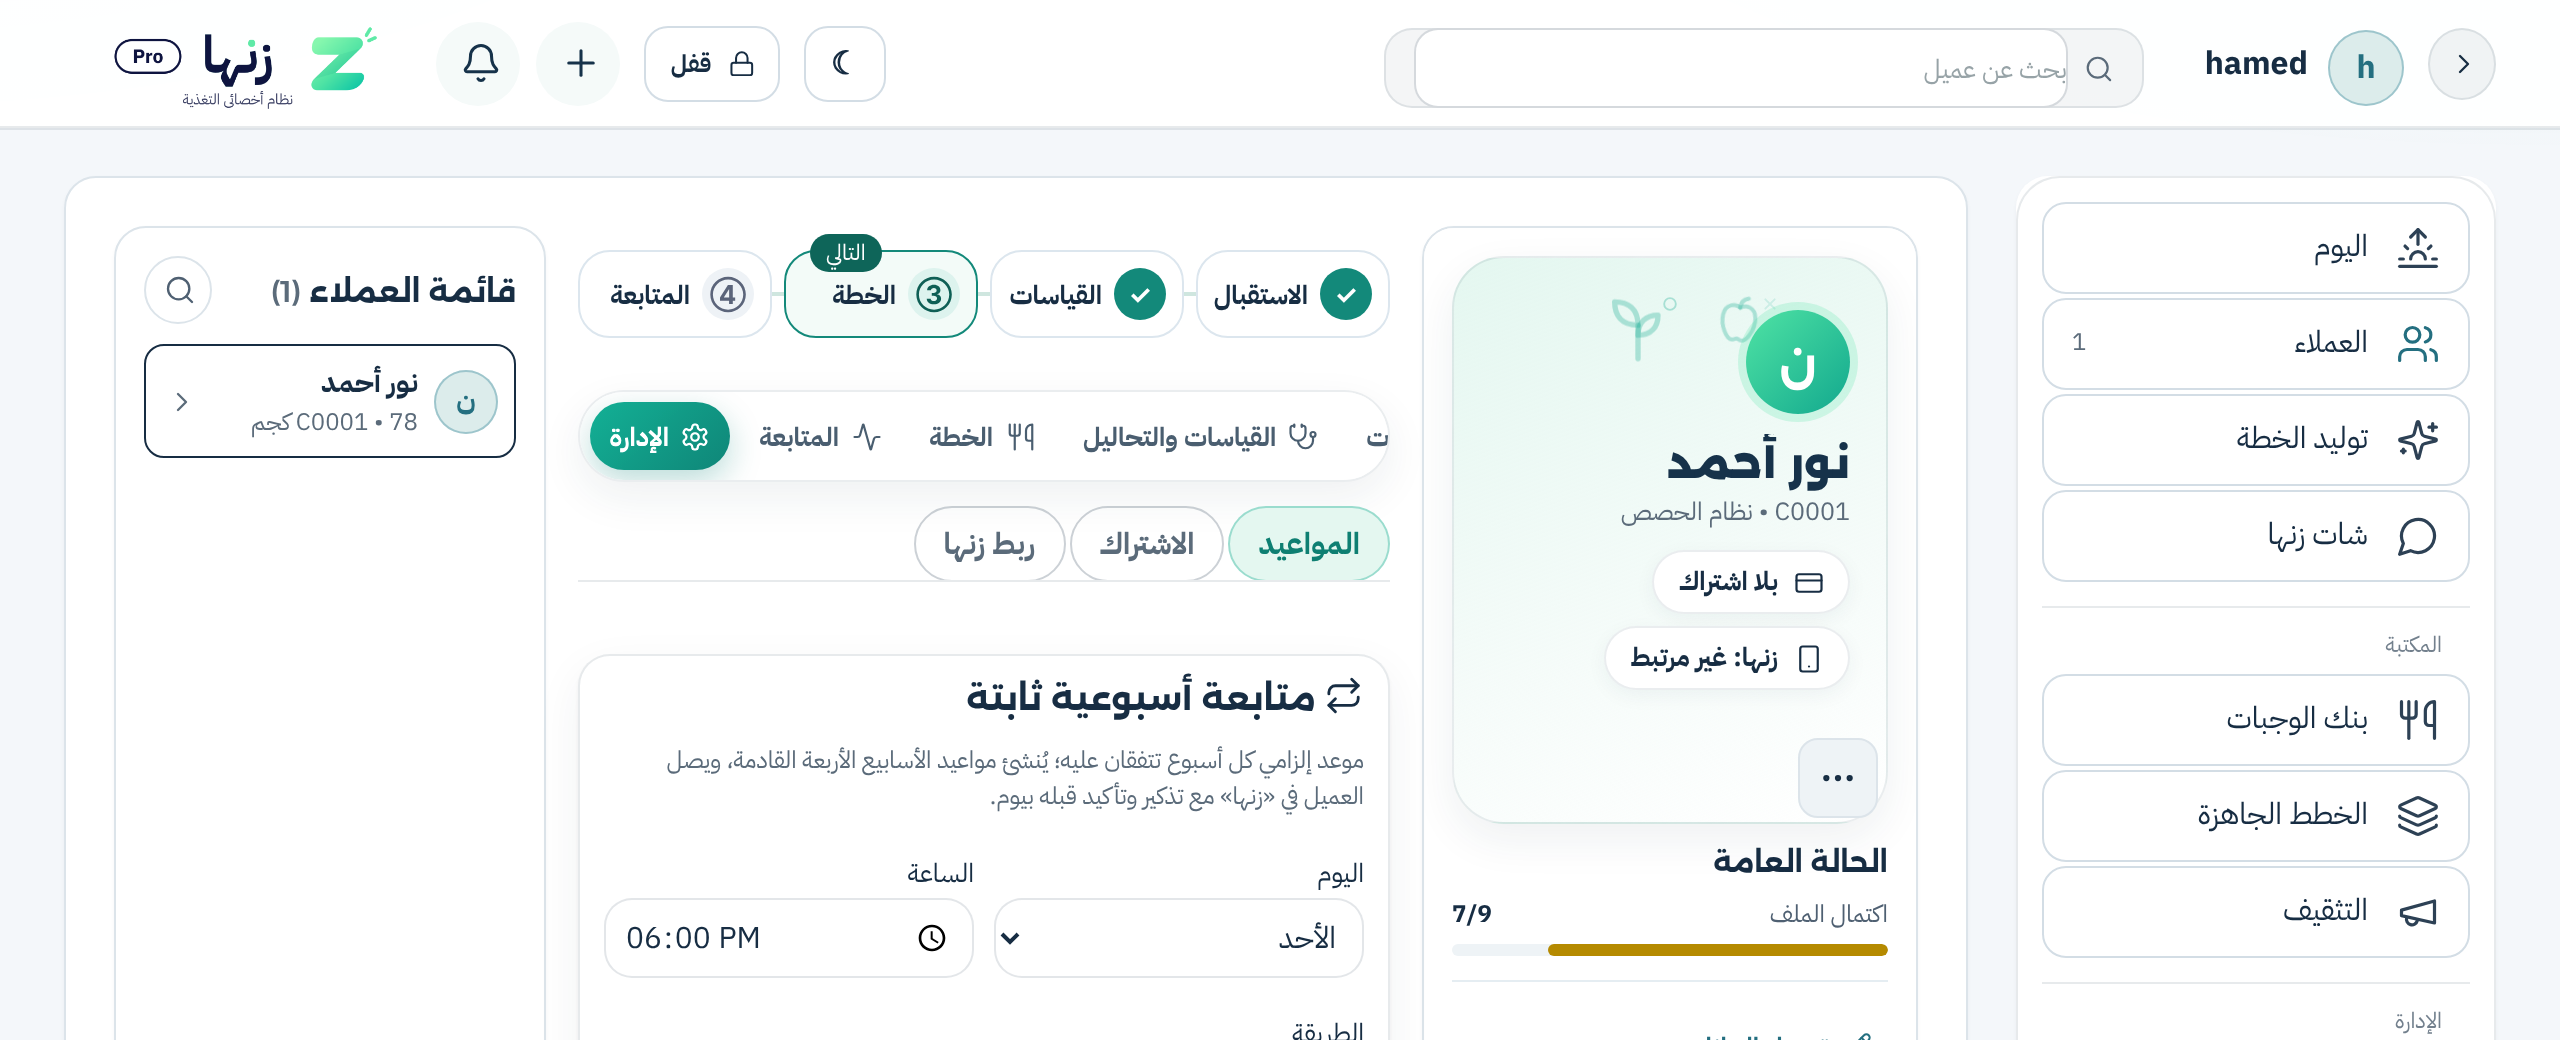 hamed
h
بحث عن عميل
قفل
زنها
Pro
نظام أخصائي التغذية
اليوم
العملاء
1
توليد الخطة
شات زنها
المكتبة
بنك الوجبات
الخطط الجاهزة
التثقيف
الإدارة
ن
نور أحمد
C0001 • نظام الحصص
بلا اشتراك
زنها: غير مرتبط
الحالة العامة
اكتمال الملف
7/9
الاستقبال
القياسات
التالي
3 الخطة
4 المتابعة
القياسات والتحاليل
الخطة
المتابعة
الإدارة
المواعيد
الاشتراك
ربط زنها
متابعة أسبوعية ثابتة
موعد إلزامي كل أسبوع تتفقان عليه؛ يُنشئ مواعيد الأسابيع الأربعة القادمة، ويصل
العميل في «زنها» مع تذكير وتأكيد قبله بيوم.
اليوم
الساعة
الأحد
06:00 PM
الطريقة
قائمة العملاء (1)
ن
نور أحمد
C0001 • 78 كجم